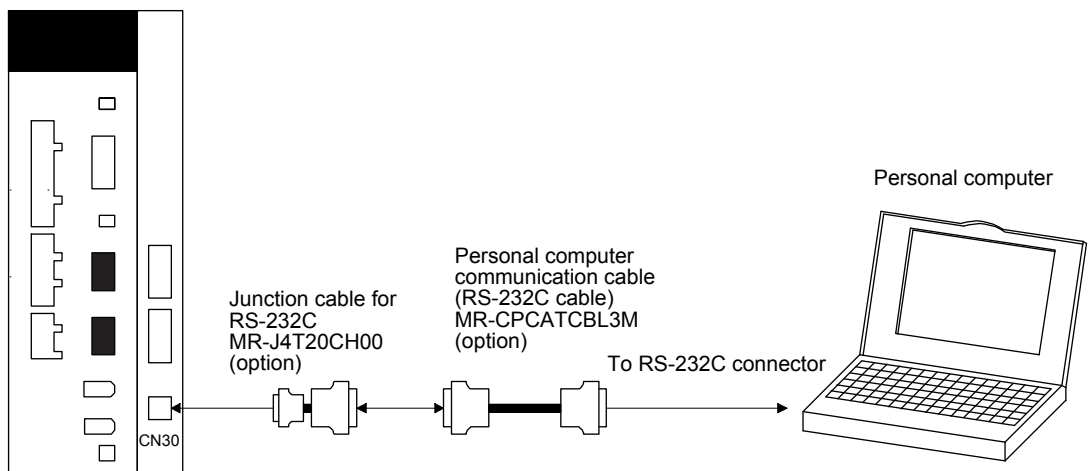 Personal computer
Personal computer
communication cable
(RS-232C cable)
MR-CPCATCBL3M
(option)
Junction cable for
RS-232C
MR-J4T20CH00
(option)
To RS-232C connector
CN30